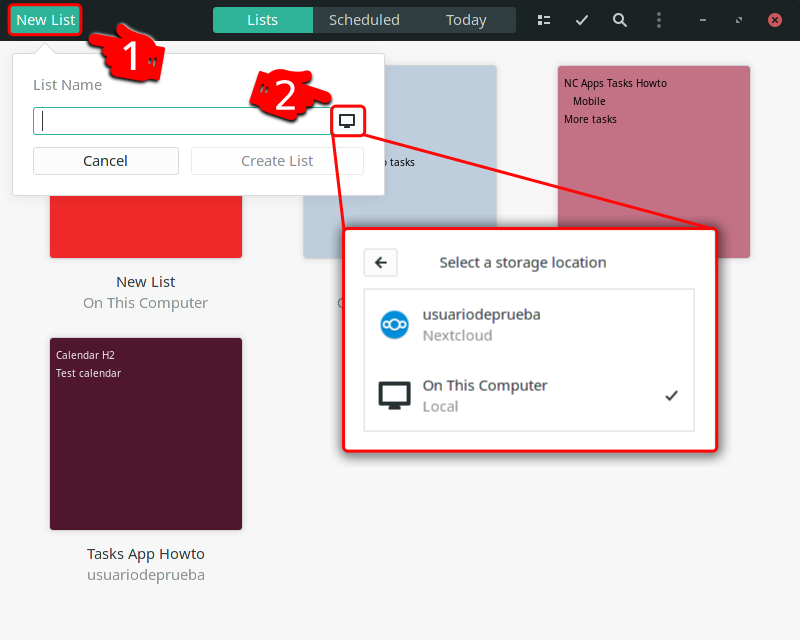 New List
Lists
Scheduled
Today
1
List Name
2
Cancel
Create List
tasks
NC Apps Tasks Howto
Mobile
More tasks
New List
On This Computer
Select a storage location
usuariodeprueba
Nextcloud
On This Computer
Local
Calendar H2
Test calendar
Tasks App Howto
usuariodeprueba